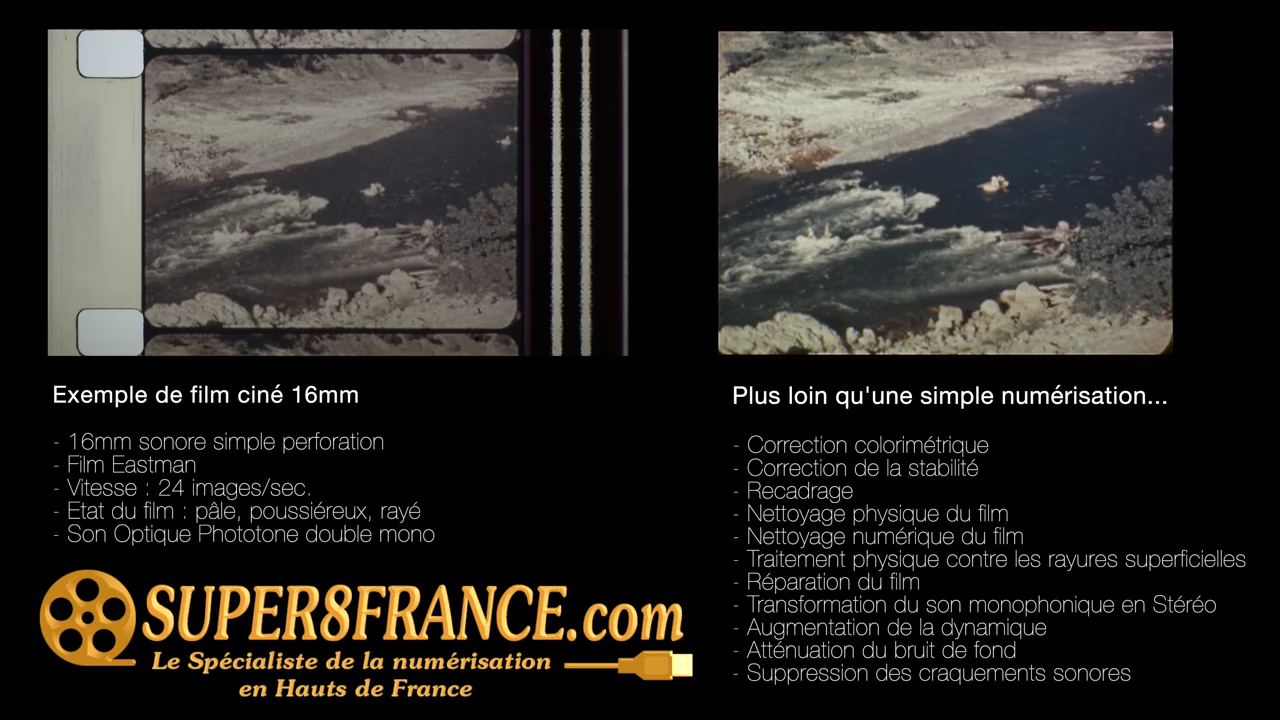 Exemple de film ciné 16mm
- 16mm sonore simple perforation
- Film Eastman
- Vitesse : 24 images/sec.
- Etat du film : pâle, poussiéreux, rayé
- Son Optique Phototone double mono
SUPER8FRANCE.com
Le Spécialiste de la numérisation
en Hauts de France
Plus loin qu'une simple numérisation...
- Correction colorimétrique
- Correction de la stabilité
- Recadrage
- Nettoyage physique du film
- Nettoyage numérique du film
- Traitement physique contre les rayures superficielles
- Réparation du film
- Transformation du son monophonique en Stéréo
- Augmentation de la dynamique
- Atténuation du bruit de fond
- Suppression des craquements sonores